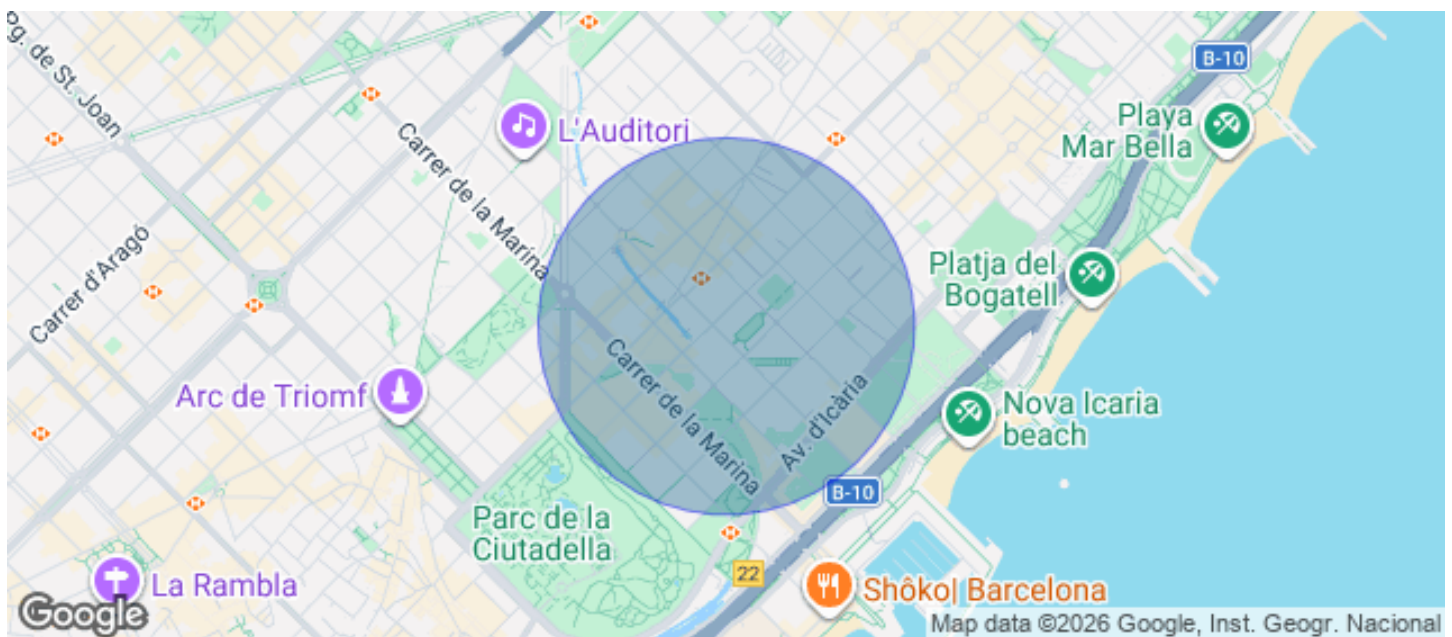 Pg. de St. Joan
B-10
Playa
Mar Bella
L'Auditori
Carrer de la Marina
Carrer d'Aragó
Platja del
Bogatell
Arc de Triomf
Carrer de la Marina
Av. d'Icària
Nova Icaria
beach
B-10
Parc de la
Ciutadella
22
La Rambla
Shôko| Barcelona
Google
Map data ©2026 Google, Inst. Geogr. Nacional